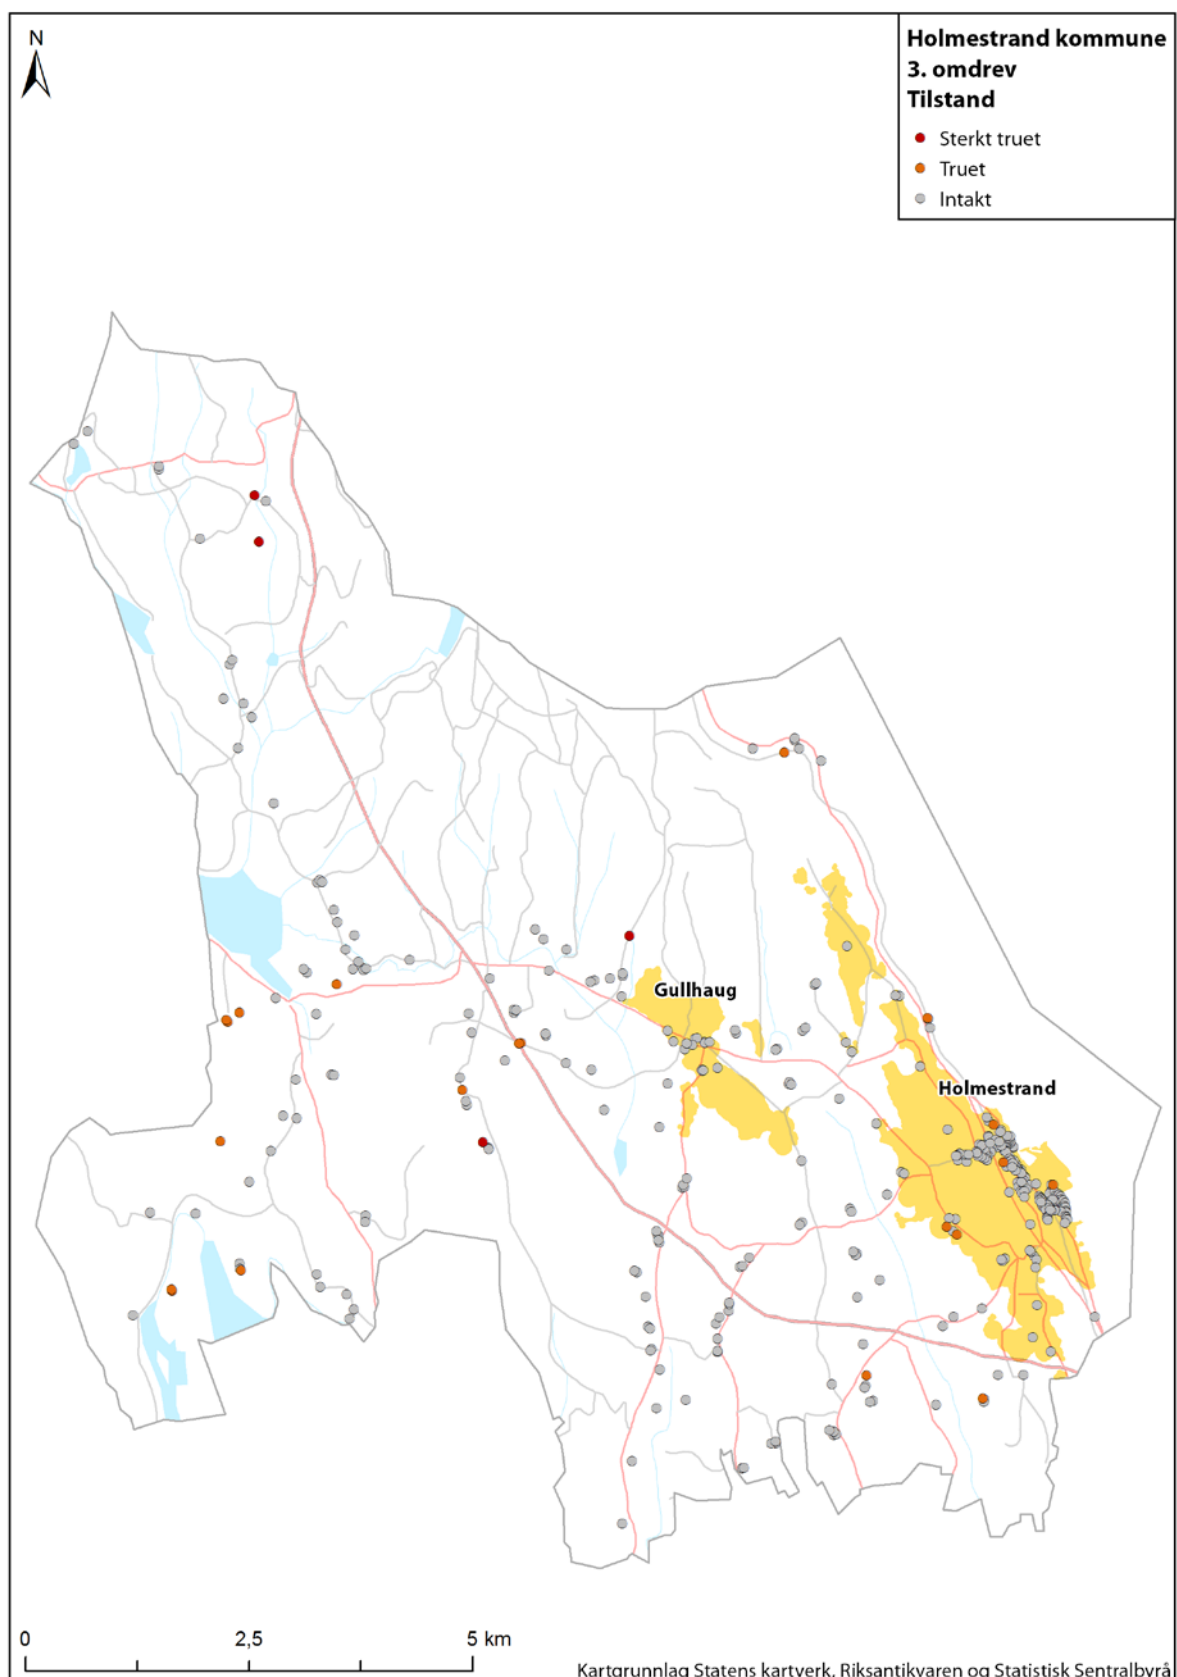 N
Holmestrand kommune
3. omdrev
Tilstand
Sterkt truet
Truet
Intakt
Gullhaug
Holmestrand
0 2,5 5 km
Kartgrunnlag Statens kartverk, Riksantikvaren og Statistisk Sentralbyrå